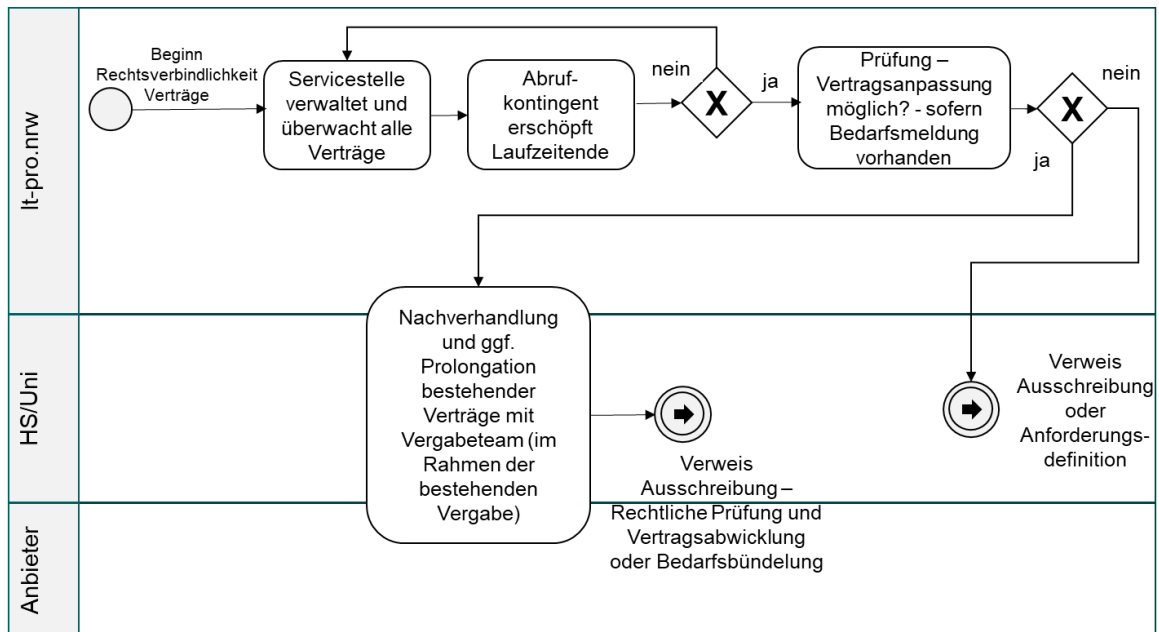 It-pro.nrw
Beginn
Rechtsverbindlichkeit
Verträge
Servicestelle
verwaltet und
überwacht alle
Verträge
Abruf-
kontingent
erschöpft
Laufzeitende
nein
X
ja
Prüfung –
Vertragsanpassung
möglich? - sofern
Bedarfsmeldung
vorhanden
X
nein
ja
HS/Uni
Nachverhandlung
und ggf.
Prolongation
bestehender
Verträge mit
Vergabeteam (im
Rahmen der
bestehenden
Vergabe)
Verweis
Ausschreibung –
Rechtliche Prüfung und
Vertragsabwicklung
oder Bedarfsbündelung
Verweis
Ausschreibung
oder
Anforderungs-
definition
Anbieter